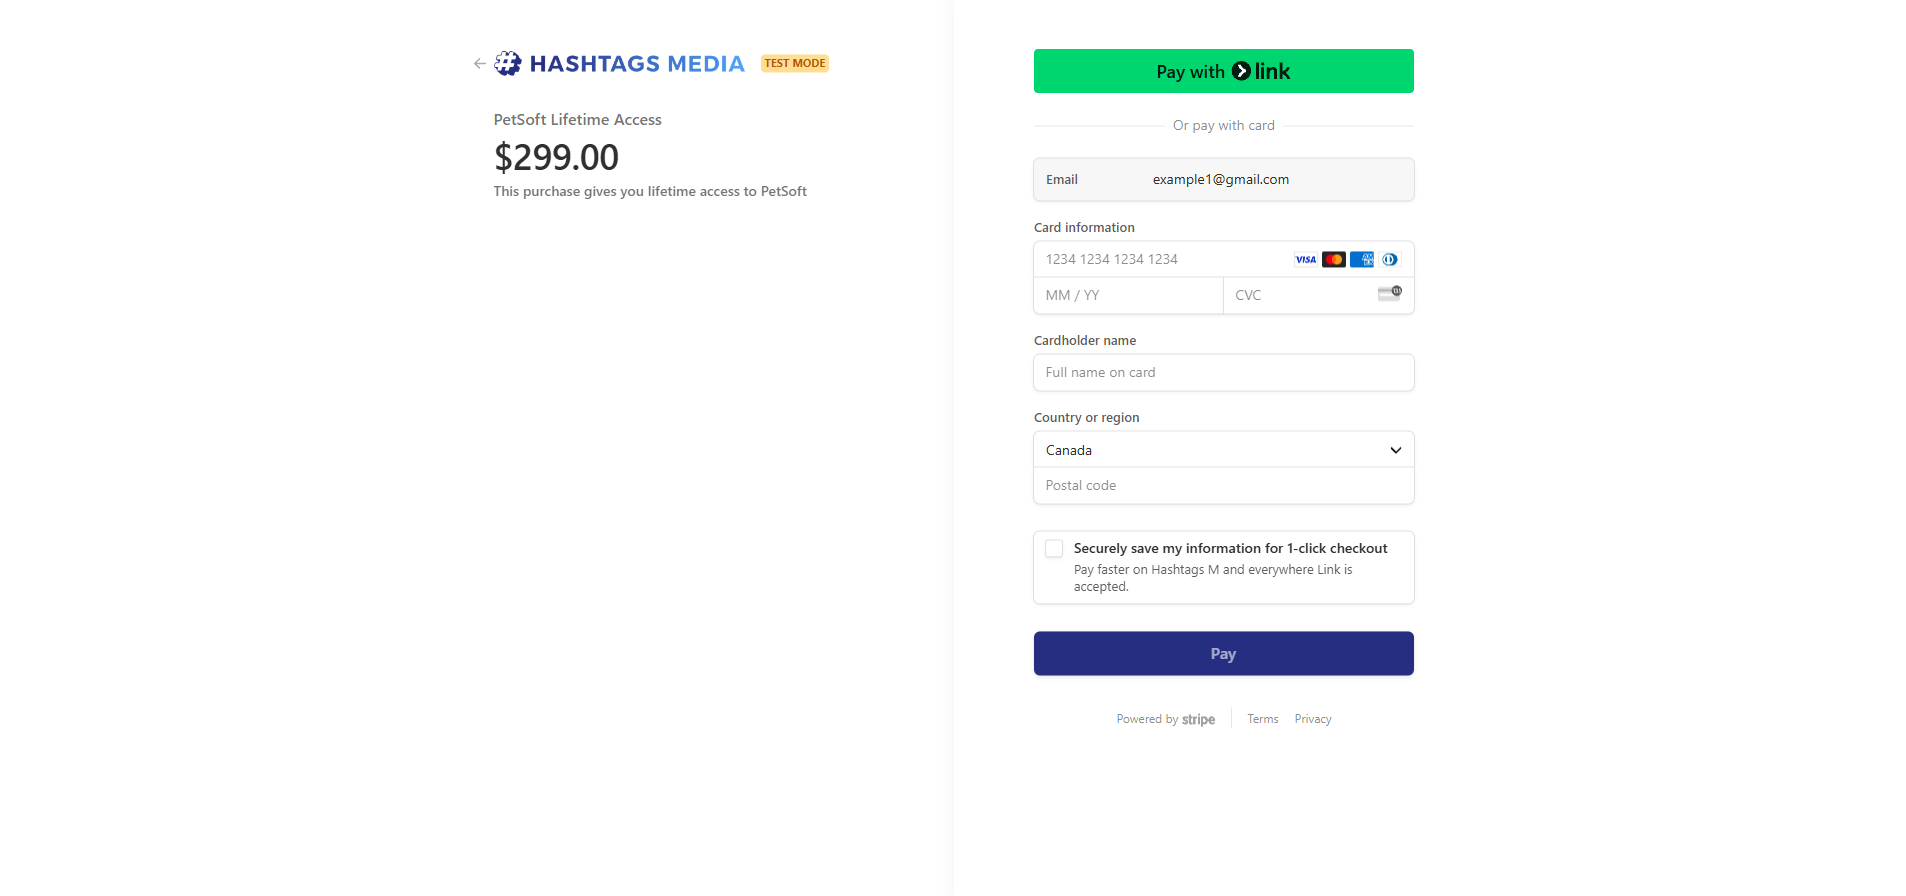 HASHTAGS MEDIA TEST MODE
PetSoft Lifetime Access
$299.00
This purchase gives you lifetime access to PetSoft
Pay with link
Or pay with card
Email example1@gmail.com
Card information
1234 1234 1234 1234 VISA
MM / YY CVC
Cardholder name
Full name on card
Country or region
Canada
Postal code
Securely save my information for 1-click checkout
Pay faster on Hashtags M and everywhere Link is
accepted.
Pay
Powered by stripe Terms Privacy